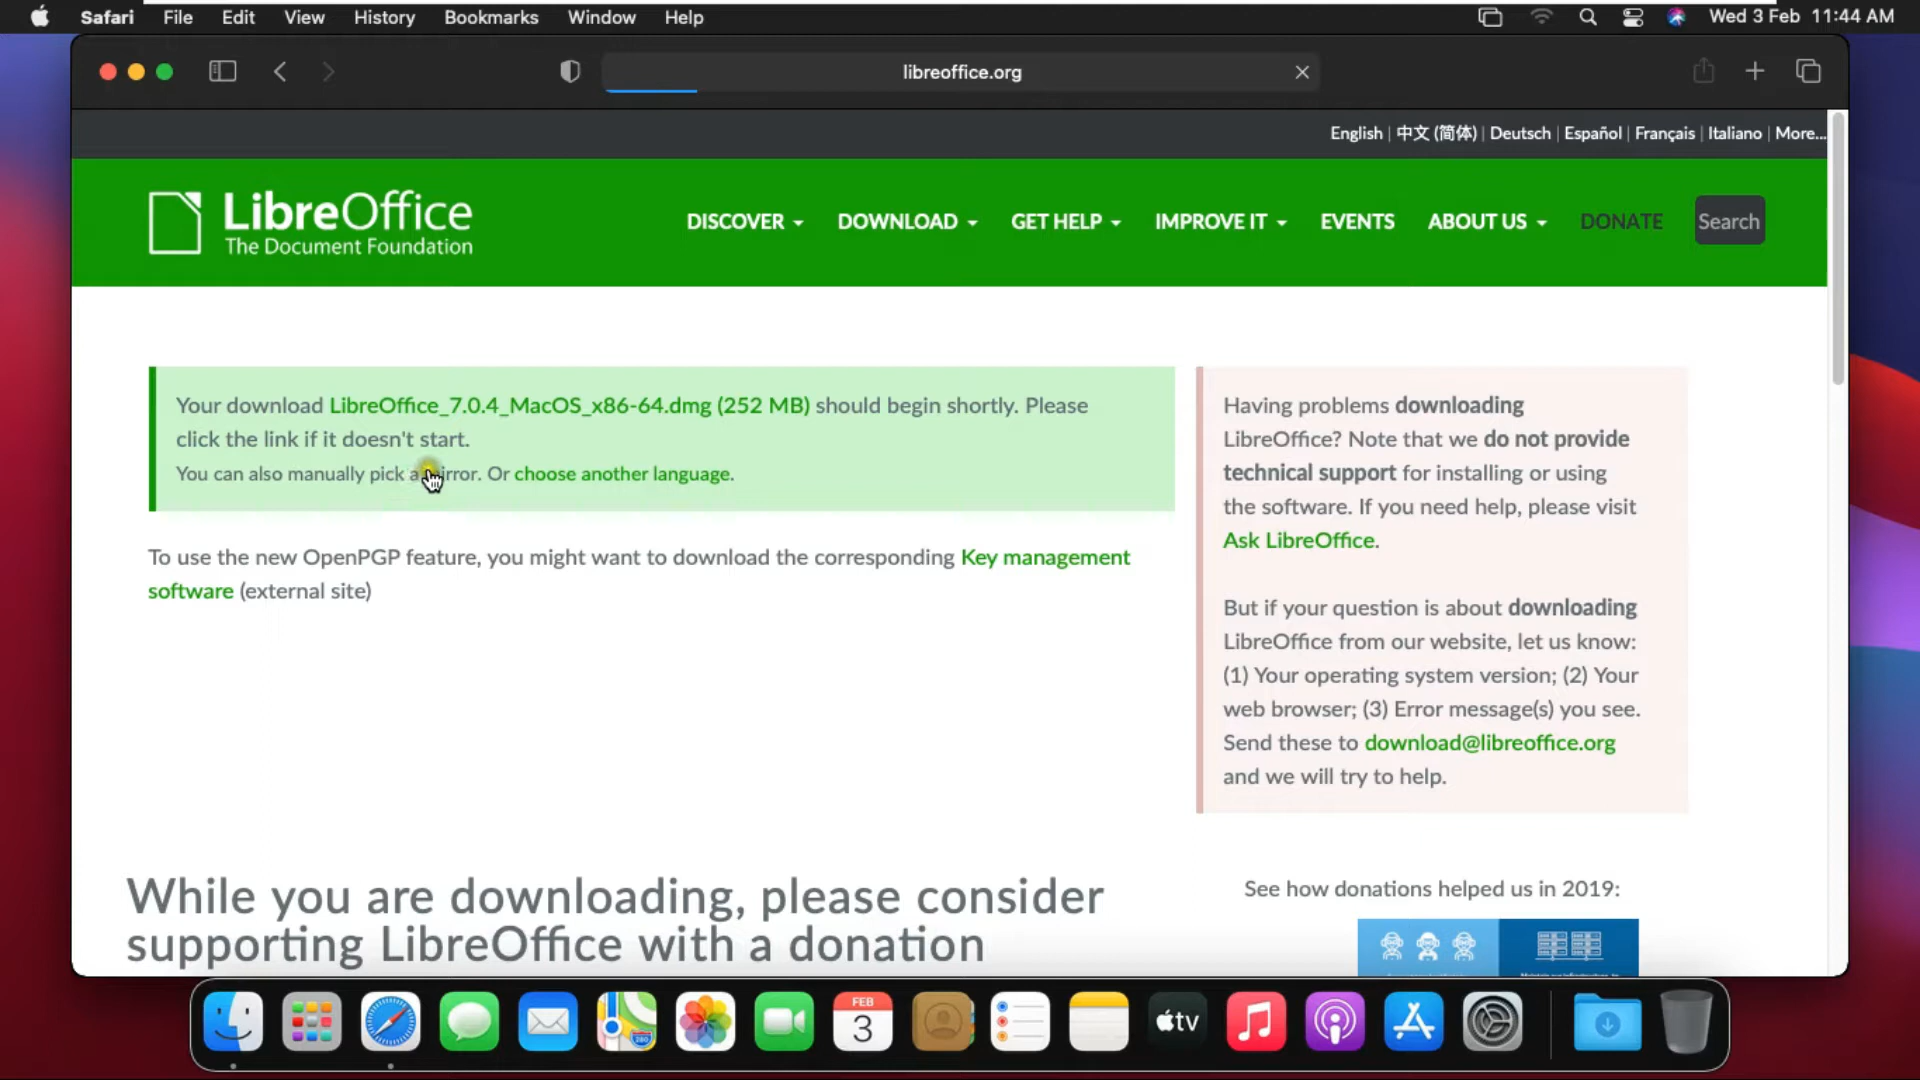 Safari File Edit View History Bookmarks Window Help Wed 3 Feb 11:44 AM
libreoffice.org
English | 中文 (简体) | Deutsch | Español | Français | Italiano | More...
LibreOffice
The Document Foundation
DISCOVER DOWNLOAD GET HELP IMPROVE IT EVENTS ABOUT US DONATE Search
Your download LibreOffice_7.0.4_MacOS_x86-64.dmg (252 MB) should begin shortly. Please
click the link if it doesn't start.
You can also manually pick a mirror. Or choose another language.
To use the new OpenPGP feature, you might want to download the corresponding Key management
software (external site)
Having problems downloading
LibreOffice? Note that we do not provide
technical support for installing or using
the software. If you need help, please visit
Ask LibreOffice.
But if your question is about downloading
LibreOffice from our website, let us know:
(1) Your operating system version; (2) Your
web browser; (3) Error message(s) you see.
Send these to download@libreoffice.org
and we will try to help.
While you are downloading, please consider
supporting LibreOffice with a donation
See how donations helped us in 2019:
FEB
3
tv
280